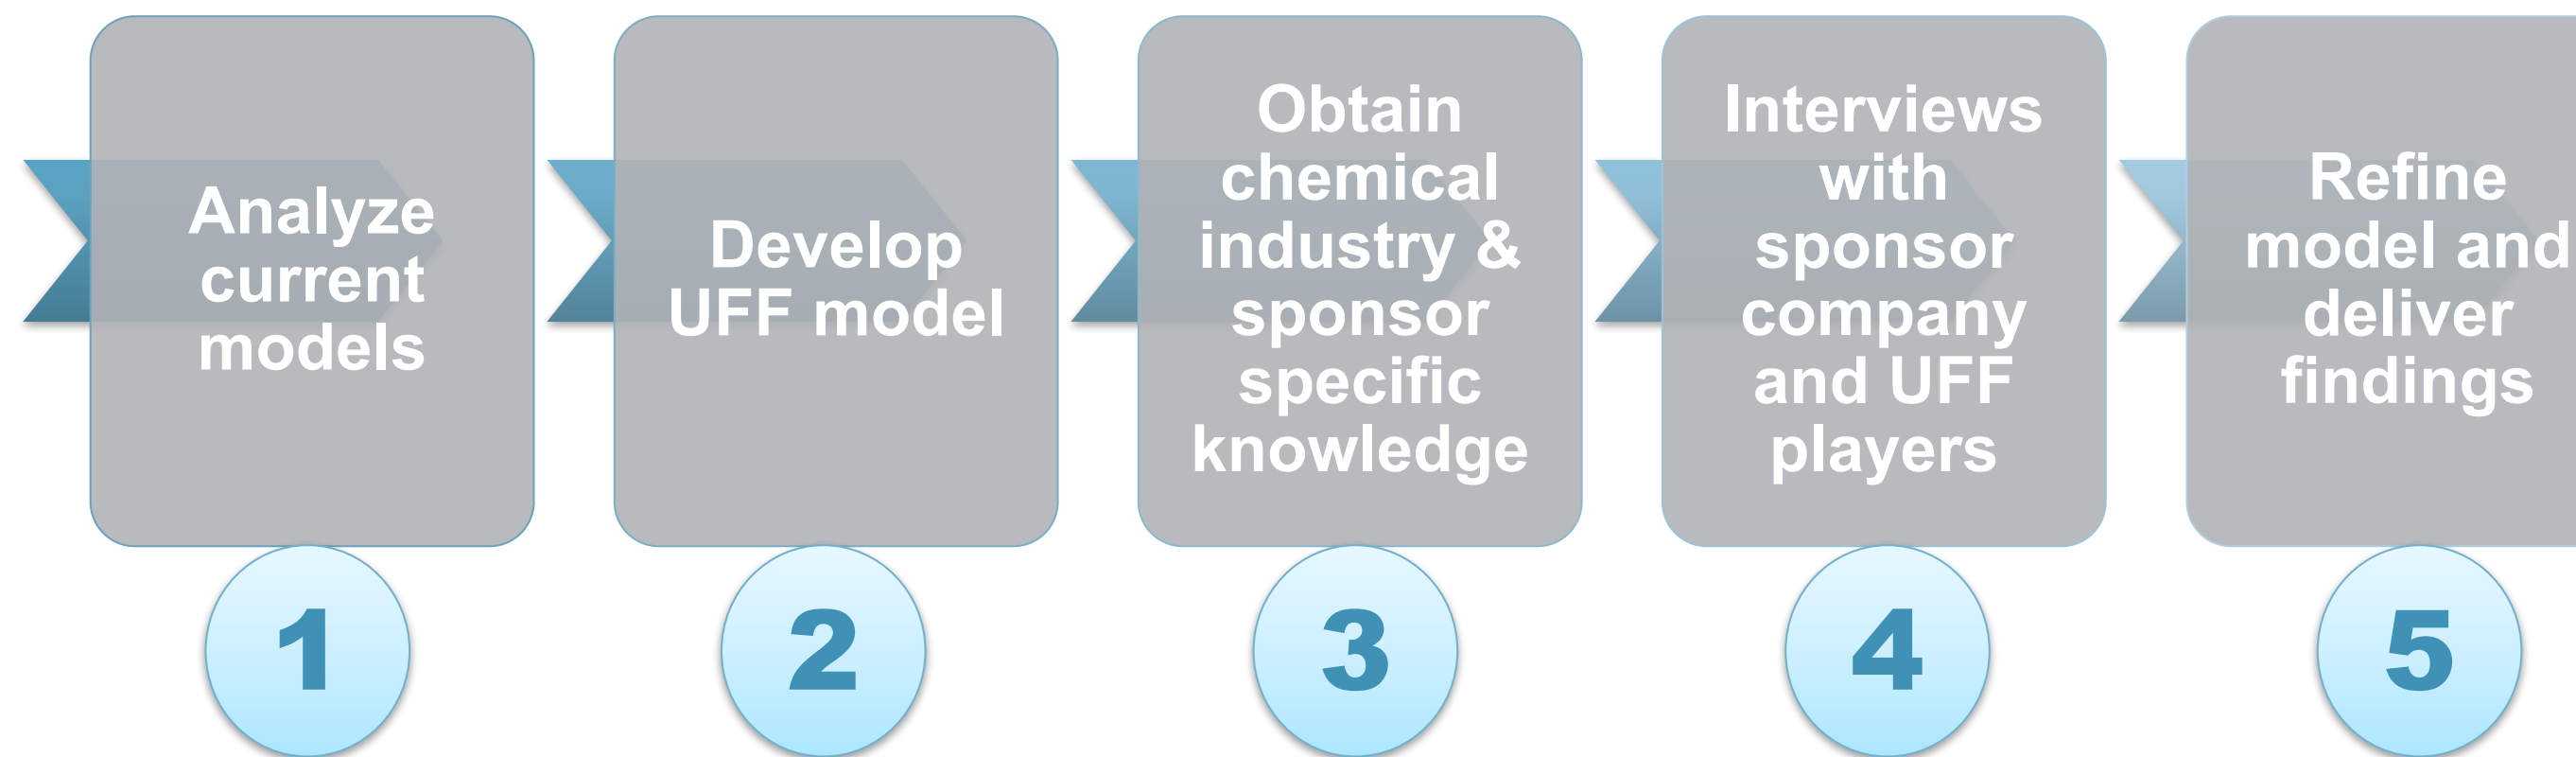 Analyze
current
models
Develop
UFF model
Obtain
chemical
industry &
sponsor
specific
knowledge
Interviews
with
sponsor
company
and UFF
players
Refine
model and
deliver
findings
1
2
3
4
5